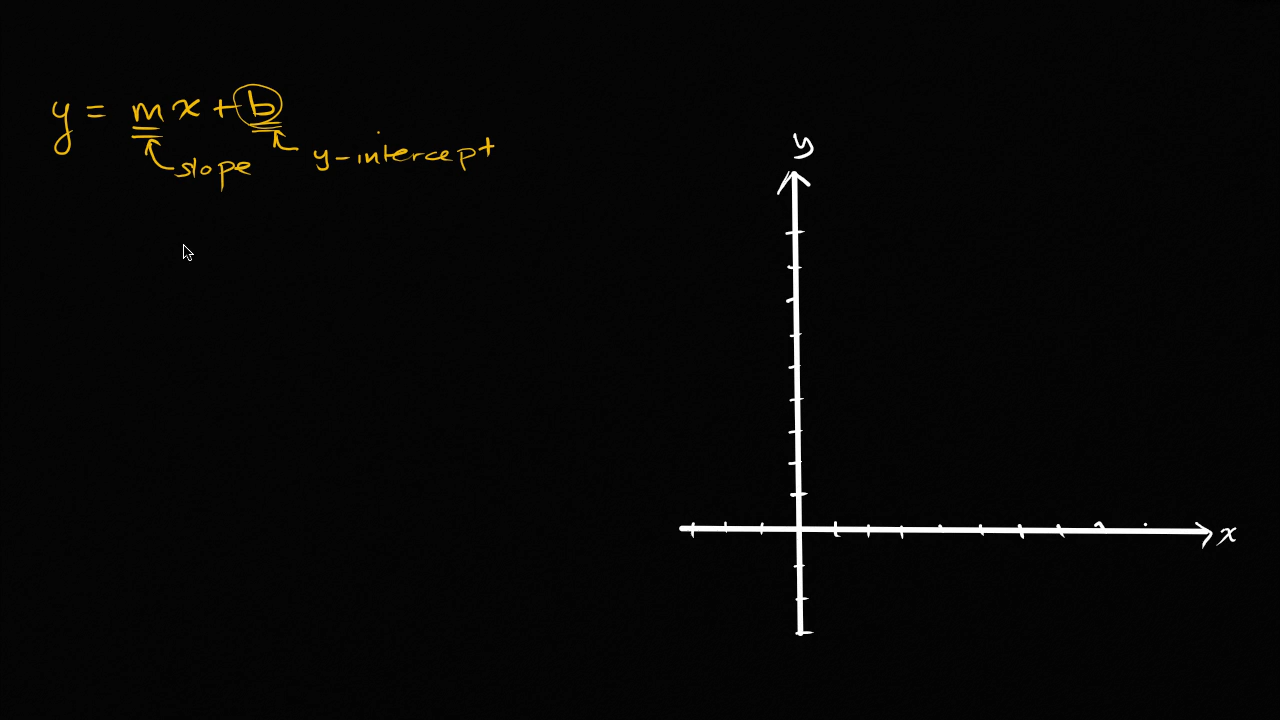 y = mx + b
slope
y-intercept
y
x